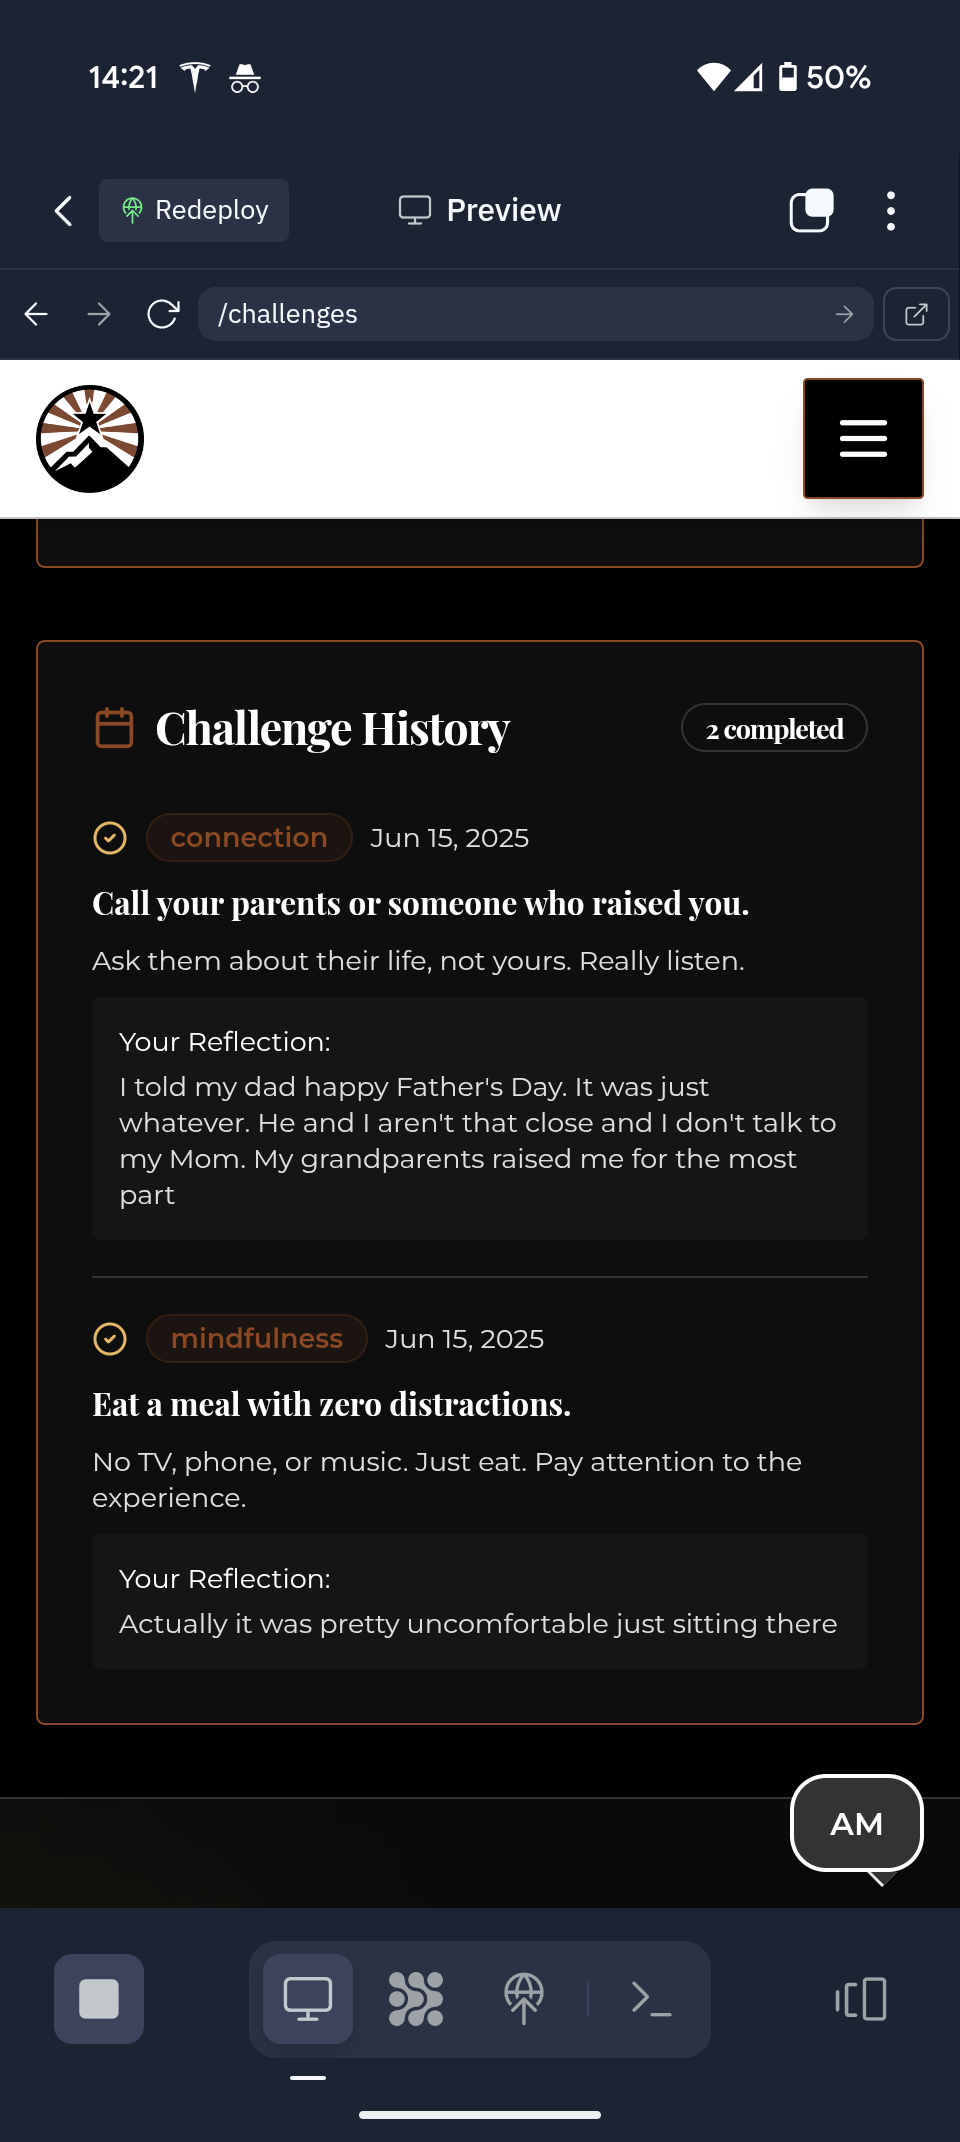 14:21
50%
Redeploy
Preview
/challenges
Challenge History
2 completed
connection
Jun 15, 2025
Call your parents or someone who raised you.
Ask them about their life, not yours. Really listen.
Your Reflection:
I told my dad happy Father's Day. It was just
whatever. He and I aren't that close and I don't talk to
my Mom. My grandparents raised me for the most
part
mindfulness
Jun 15, 2025
Eat a meal with zero distractions.
No TV, phone, or music. Just eat. Pay attention to the
experience.
Your Reflection:
Actually it was pretty uncomfortable just sitting there
AM